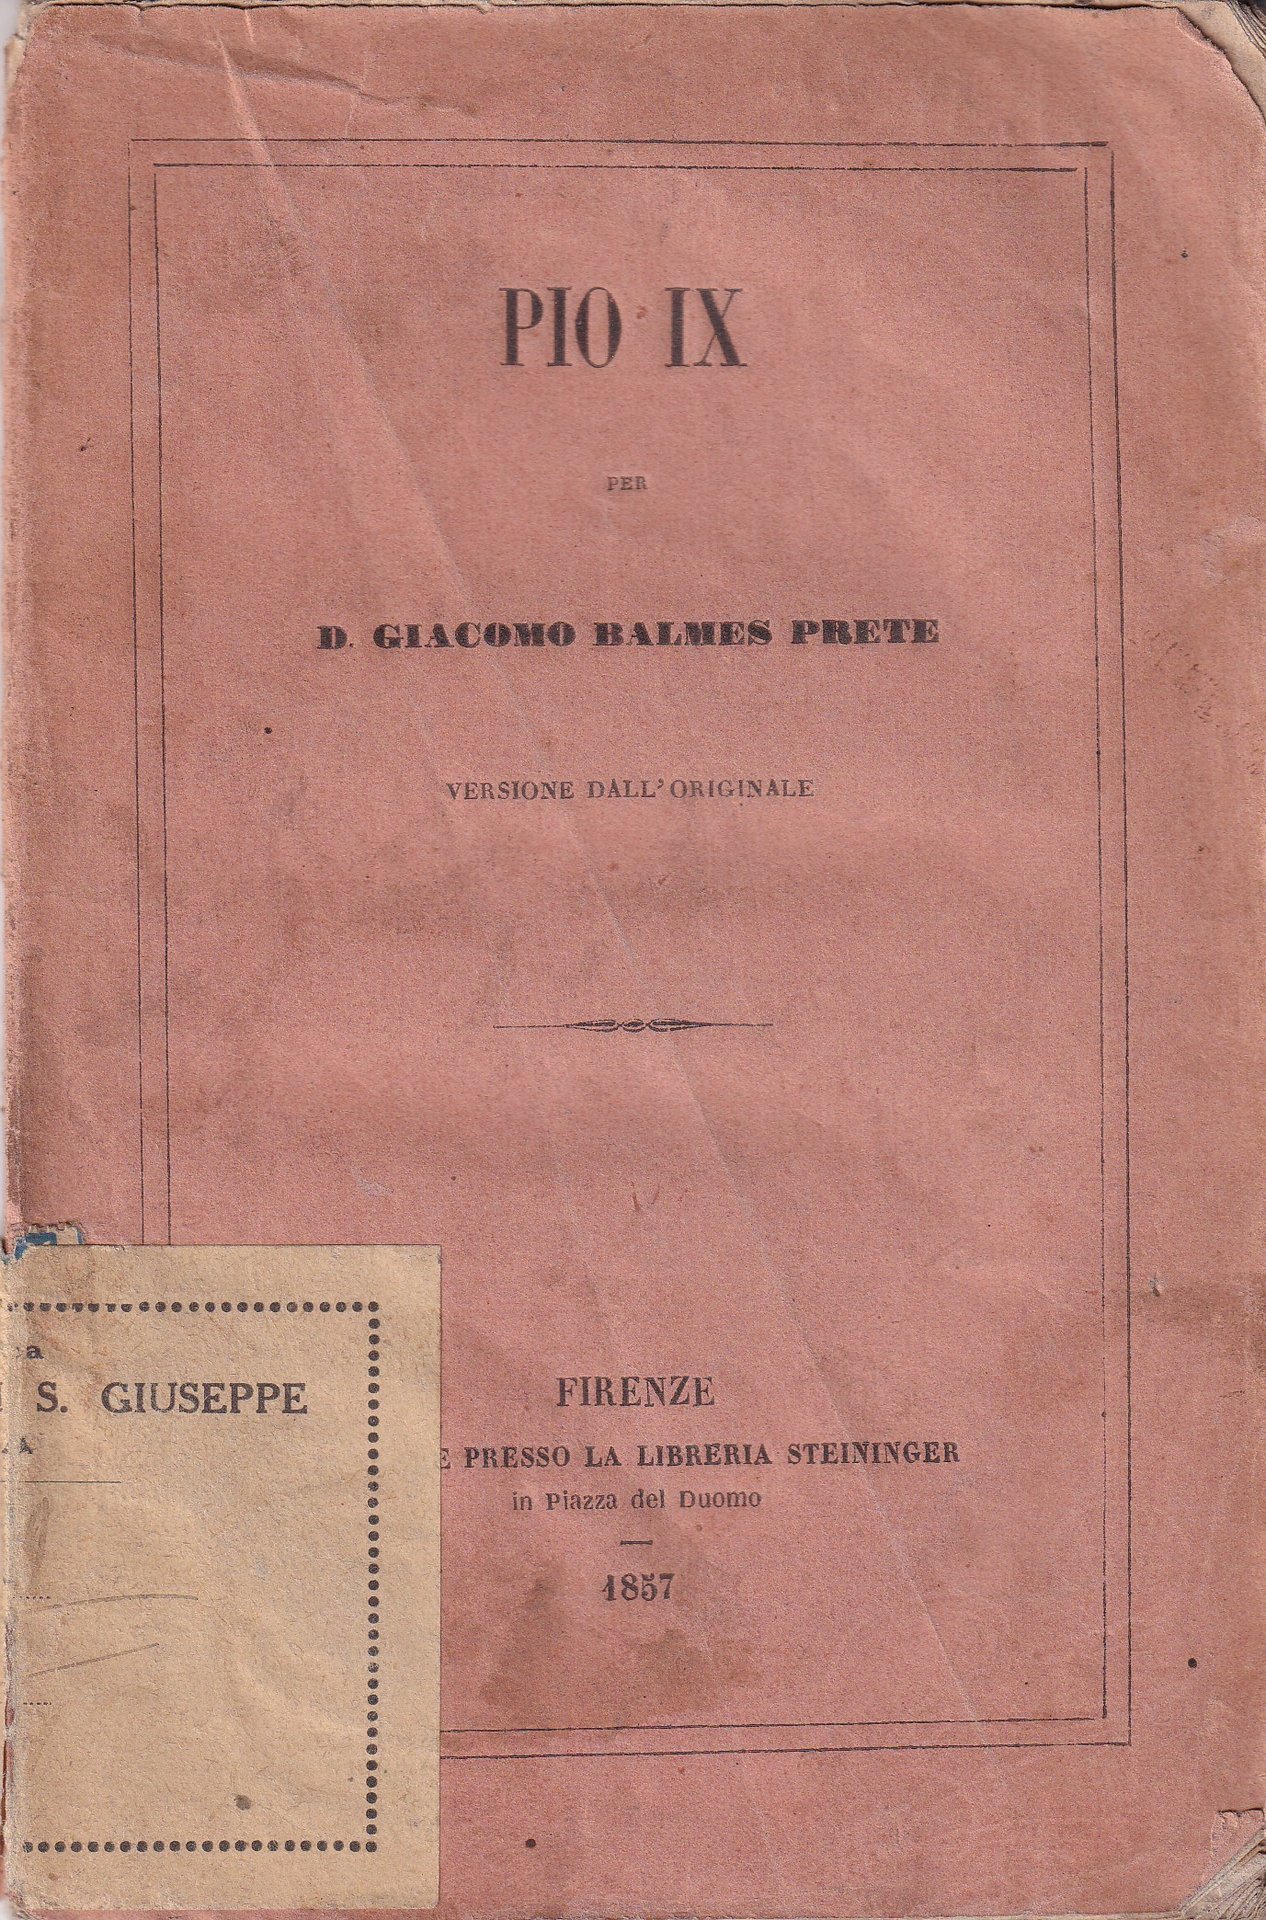 PIO IX
PER
D. GIACOMO BALMES PRETE
VERSIONE DALL'ORIGINALE
FIRENZE
E PRESSO LA LIBRERIA STEININGER
in Piazza del Duomo
1857
S. GIUSEPPE